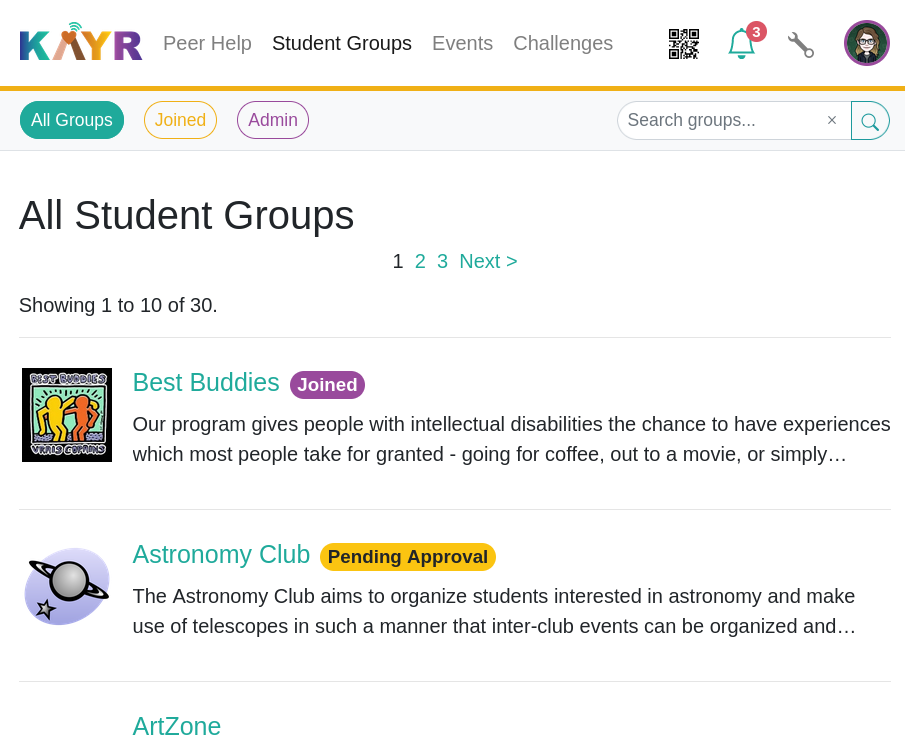 KAYR Peer Help Student Groups Events Challenges 3
All Groups Joined Admin Search groups... ×
All Student Groups
1 2 3 Next >
Showing 1 to 10 of 30.
BEST BUDDIES
VRAIS COPAINS
Best Buddies Joined
Our program gives people with intellectual disabilities the chance to have experiences
which most people take for granted - going for coffee, out to a movie, or simply…
Astronomy Club Pending Approval
The Astronomy Club aims to organize students interested in astronomy and make
use of telescopes in such a manner that inter-club events can be organized and…
ArtZone